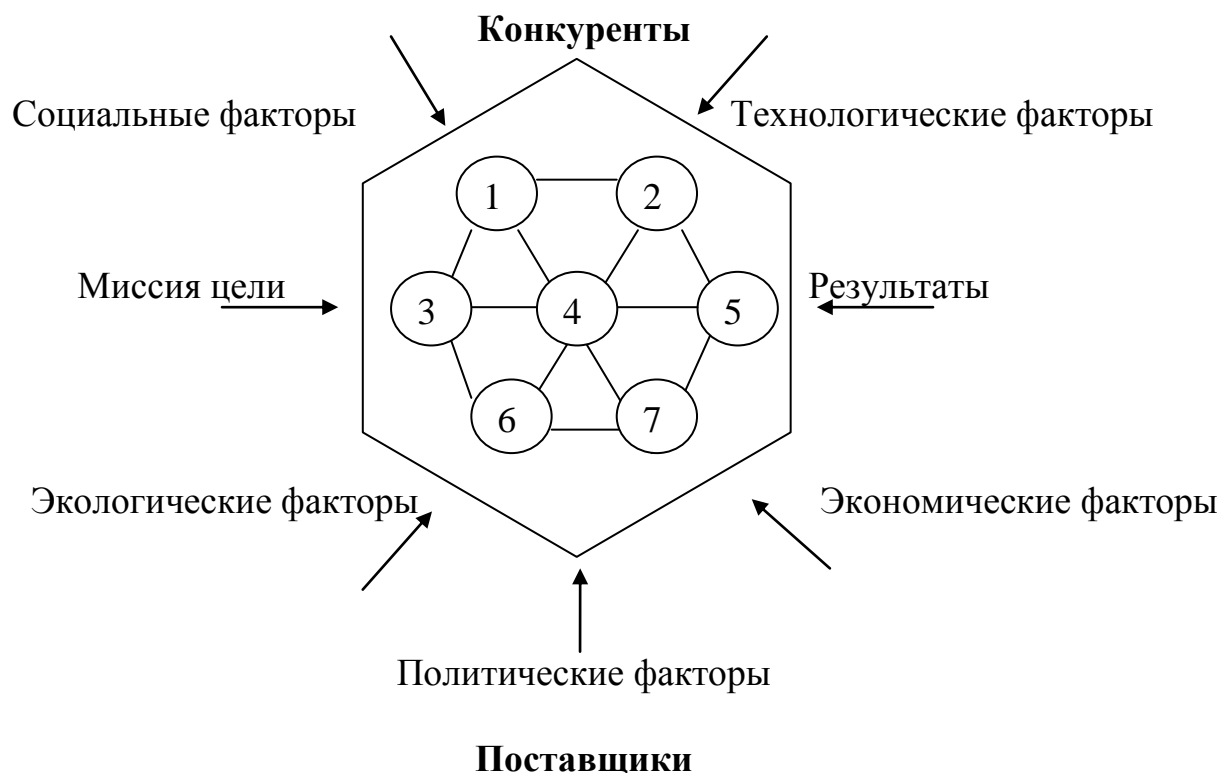 Конкуренты
Социальные факторы
Технологические факторы
1
2
Миссия цели
Результаты
3
4
5
6
7
Экологические факторы
Экономические факторы
Политические факторы
Поставщики